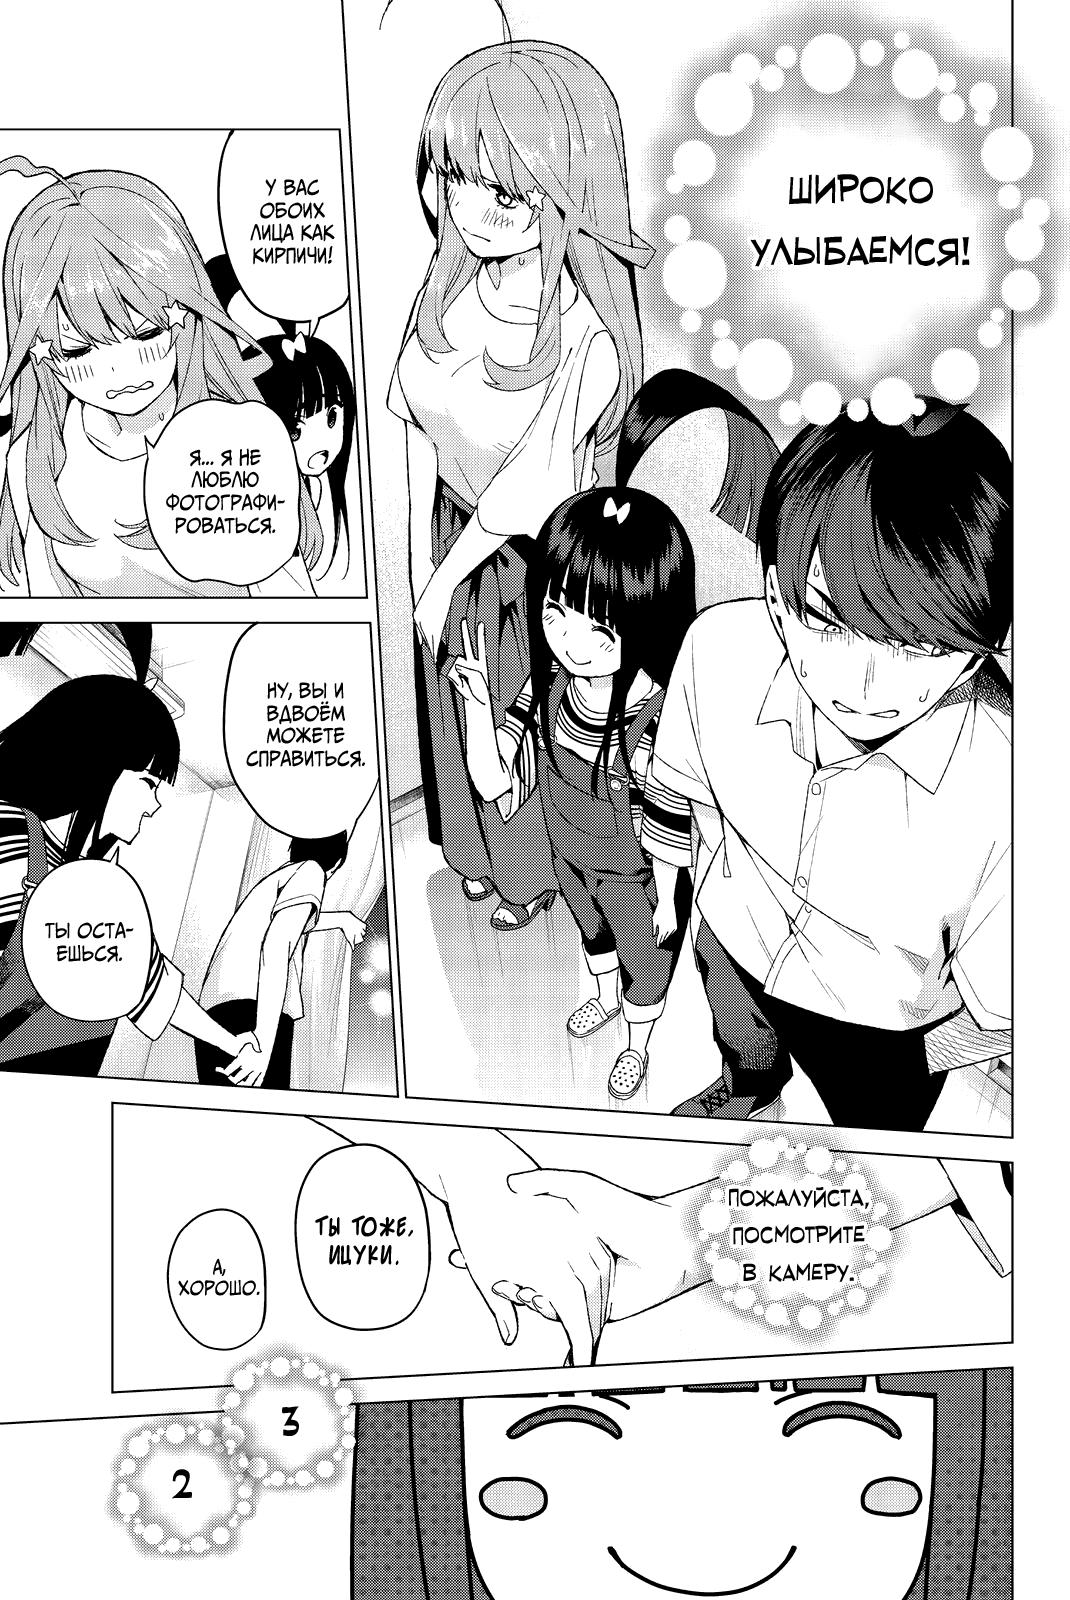 ШИРОКО
УЛЫБАЕМСЯ!
У ВАС
ОБОИХ
ЛИЦА КАК
КИРПИЧИ!
Я... Я НЕ
ЛЮБЛЮ
ФОТОГРАФИ-
РОВАТЬСЯ.
НУ, ВЫ И
ВДВОЁМ
МОЖЕТЕ
СПРАВИТЬСЯ.
ТЫ ОСТА-
ЕШЬСЯ.
ПОЖАЛУЙСТА,
ПОСМОТРИТЕ
В КАМЕРУ.
ТЫ ТОЖЕ,
ИЦУКИ.
А,
ХОРОШО.
3
2